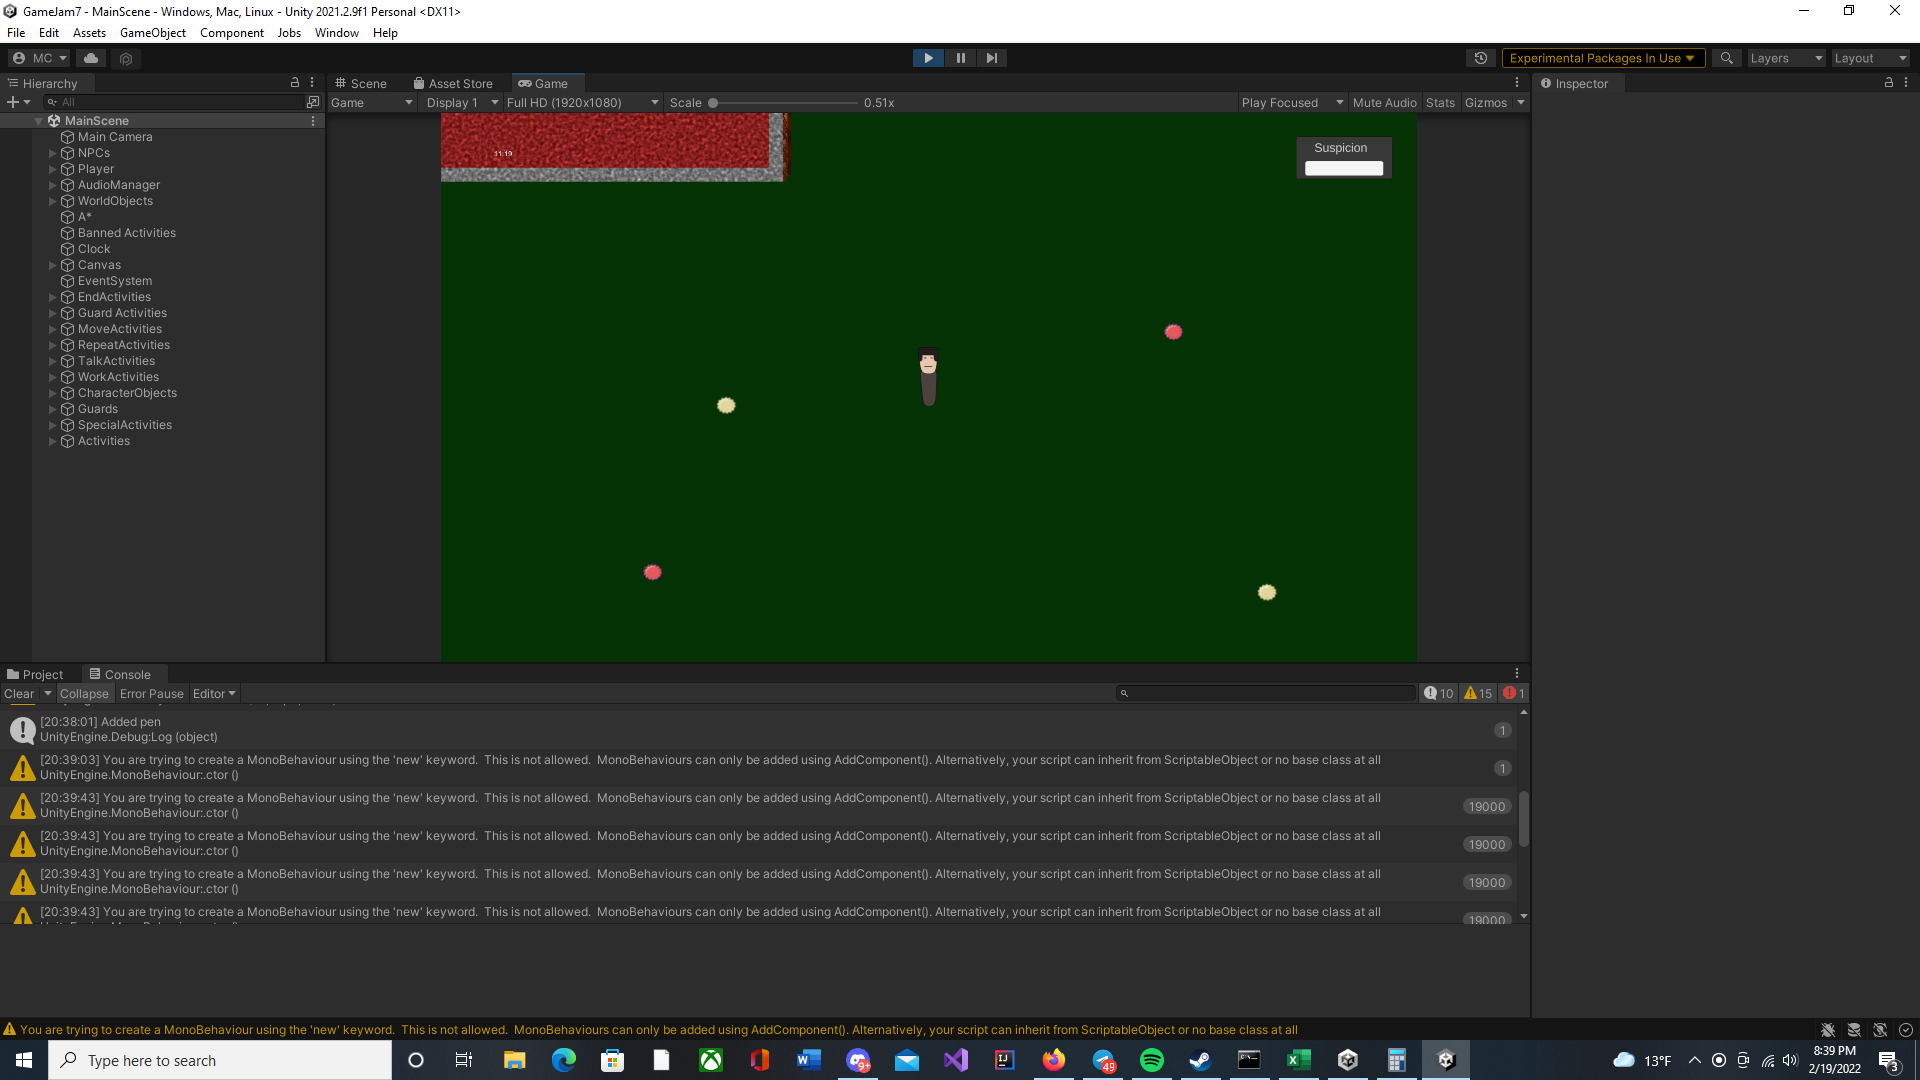 GameJam7 - MainScene - Windows, Mac, Linux - Unity 2021.2.9f1 Personal <DX11>
File Edit Assets GameObject Component Jobs Window Help
MC Experimental Packages In Use Layers Layout
Hierarchy Scene Asset Store Game Inspector
All Game Display 1 Full HD (1920x1080) Scale 0.51x Play Focused Mute Audio Stats Gizmos
MainScene
Main Camera
NPCs
Player
AudioManager
WorldObjects
A*
Banned Activities
Clock
Canvas
EventSystem
EndActivities
Guard Activities
MoveActivities
RepeatActivities
TalkActivities
WorkActivities
CharacterObjects
Guards
SpecialActivities
Activities
11:19
Suspicion
Project Console
Clear Collapse Error Pause Editor 10 15 1
[20:38:01] Added pen
UnityEngine.Debug:Log (object)
1
[20:39:03] You are trying to create a MonoBehaviour using the 'new' keyword. This is not allowed. MonoBehaviours can only be added using AddComponent(). Alternatively, your script can inherit from ScriptableObject or no base class at all
UnityEngine.MonoBehaviour:.ctor ()
1
[20:39:43] You are trying to create a MonoBehaviour using the 'new' keyword. This is not allowed. MonoBehaviours can only be added using AddComponent(). Alternatively, your script can inherit from ScriptableObject or no base class at all
UnityEngine.MonoBehaviour:.ctor ()
19000
[20:39:43] You are trying to create a MonoBehaviour using the 'new' keyword. This is not allowed. MonoBehaviours can only be added using AddComponent(). Alternatively, your script can inherit from ScriptableObject or no base class at all
UnityEngine.MonoBehaviour:.ctor ()
19000
[20:39:43] You are trying to create a MonoBehaviour using the 'new' keyword. This is not allowed. MonoBehaviours can only be added using AddComponent(). Alternatively, your script can inherit from ScriptableObject or no base class at all
UnityEngine.MonoBehaviour:.ctor ()
19000
[20:39:43] You are trying to create a MonoBehaviour using the 'new' keyword. This is not allowed. MonoBehaviours can only be added using AddComponent(). Alternatively, your script can inherit from ScriptableObject or no base class at all
19000
You are trying to create a MonoBehaviour using the 'new' keyword. This is not allowed. MonoBehaviours can only be added using AddComponent(). Alternatively, your script can inherit from ScriptableObject or no base class at all
Type here to search
9+
49
13°F
8:39 PM
2/19/2022
3